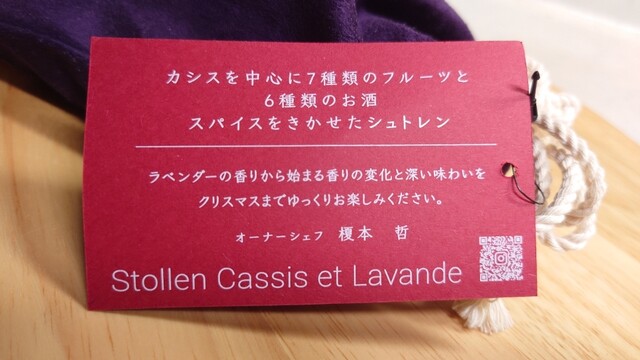 カシスを中心に7種類のフルーツと
6種類のお酒
スパイスをきかせたシュトレン
ラベンダーの香りから始まる香りの変化と深い味わいを
クリスマスまでゆっくりお楽しみください。
オーナーシェフ 榎本 哲
Stollen Cassis et Lavande